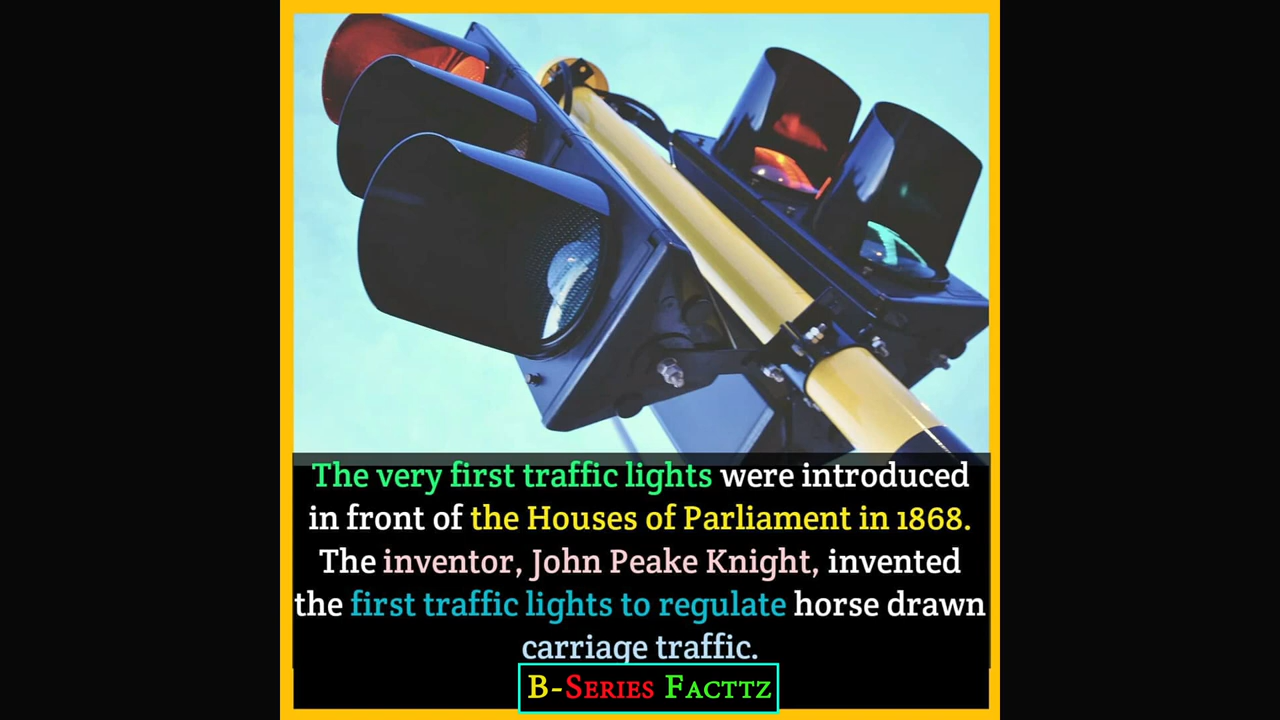 The very first traffic lights were introduced
in front of the Houses of Parliament in 1868.
The inventor, John Peake Knight, invented
the first traffic lights to regulate horse drawn
carriage traffic.
B-Series Facttz